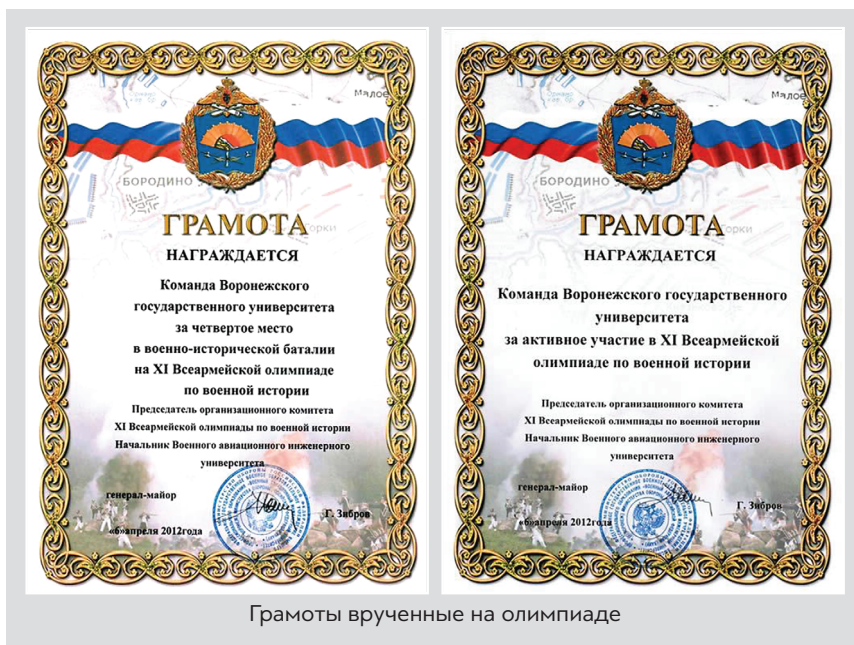 Малое
БОРОДИНО
ГРАМОТА
НАГРАЖДАЕТСЯ
Команда Воронежского
государственного университета
за четвертое место
в военно-исторической баталии
на XI Всеармейской олимпиаде
по военной истории
Председатель организационного комитета
XI Всеармейской олимпиады по военной истории
Начальник Военного авиационного инженерного
университета
генерал-майор
Г. Зибров
«6»апреля 2012года
Малое
БОРОДИНО
ГРАМОТА
НАГРАЖДАЕТСЯ
Команда Воронежского государственного
университета
за активное участие в XI Всеармейской
олимпиаде по военной истории
Председатель организационного комитета
XI Всеармейской олимпиады по военной истории
Начальник Военного авиационного инженерного
университета
генерал-майор
Г. Зибров
«6»апреля 2012года
Грамоты врученные на олимпиаде